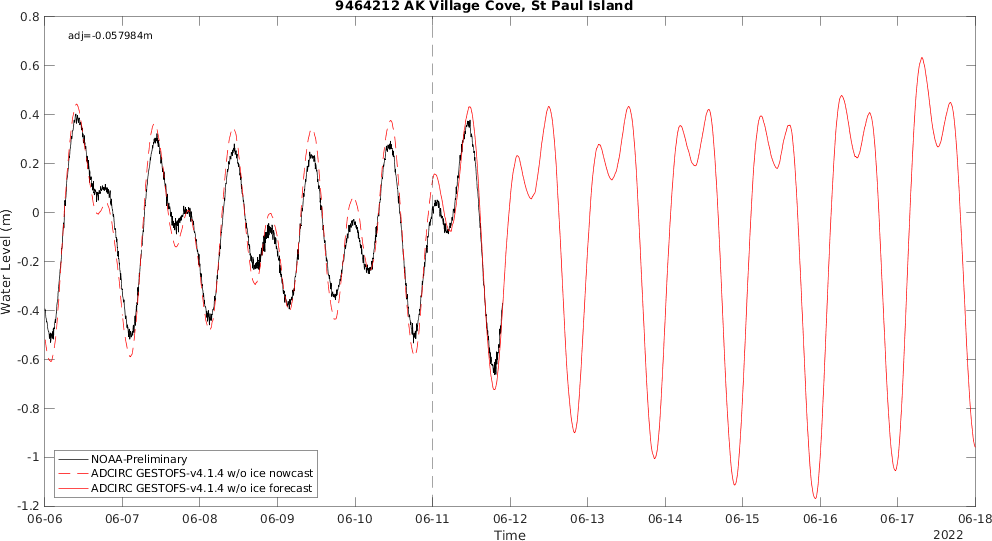 9464212 AK Village Cove, St Paul Island
adj=-0.057984m
0.8
0.6
0.4
0.2
0
-0.2
-0.4
-0.6
-0.8
-1
-1.2
Water Level (m)
NOAA-Preliminary
ADCIRC GESTOFS-v4.1.4 w/o ice nowcast
ADCIRC GESTOFS-v4.1.4 w/o ice forecast
06-06 06-07 06-08 06-09 06-10 06-11 06-12 06-13 06-14 06-15 06-16 06-17 06-18
Time
2022